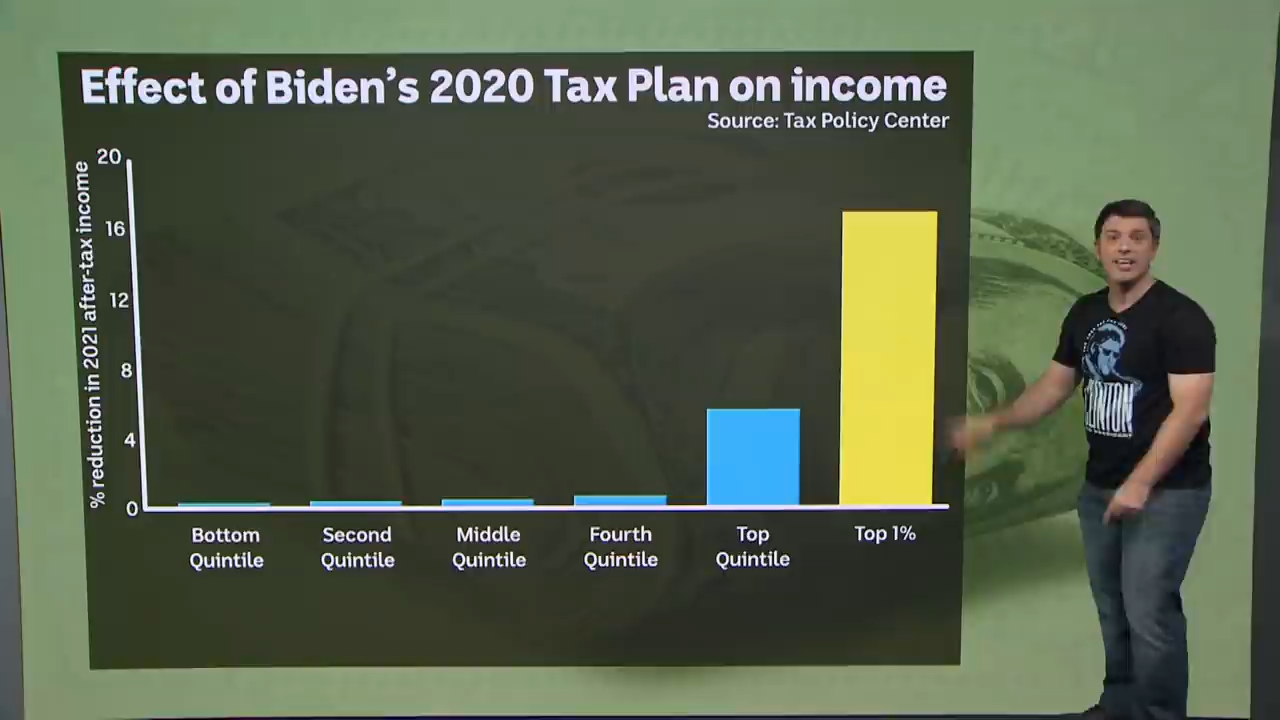 Effect of Biden's 2020 Tax Plan on income
Source: Tax Policy Center
% reduction in 2021 after-tax income
20
16
12
8
4
0
Bottom
Quintile
Second
Quintile
Middle
Quintile
Fourth
Quintile
Top
Quintile
Top 1%
CLINTON